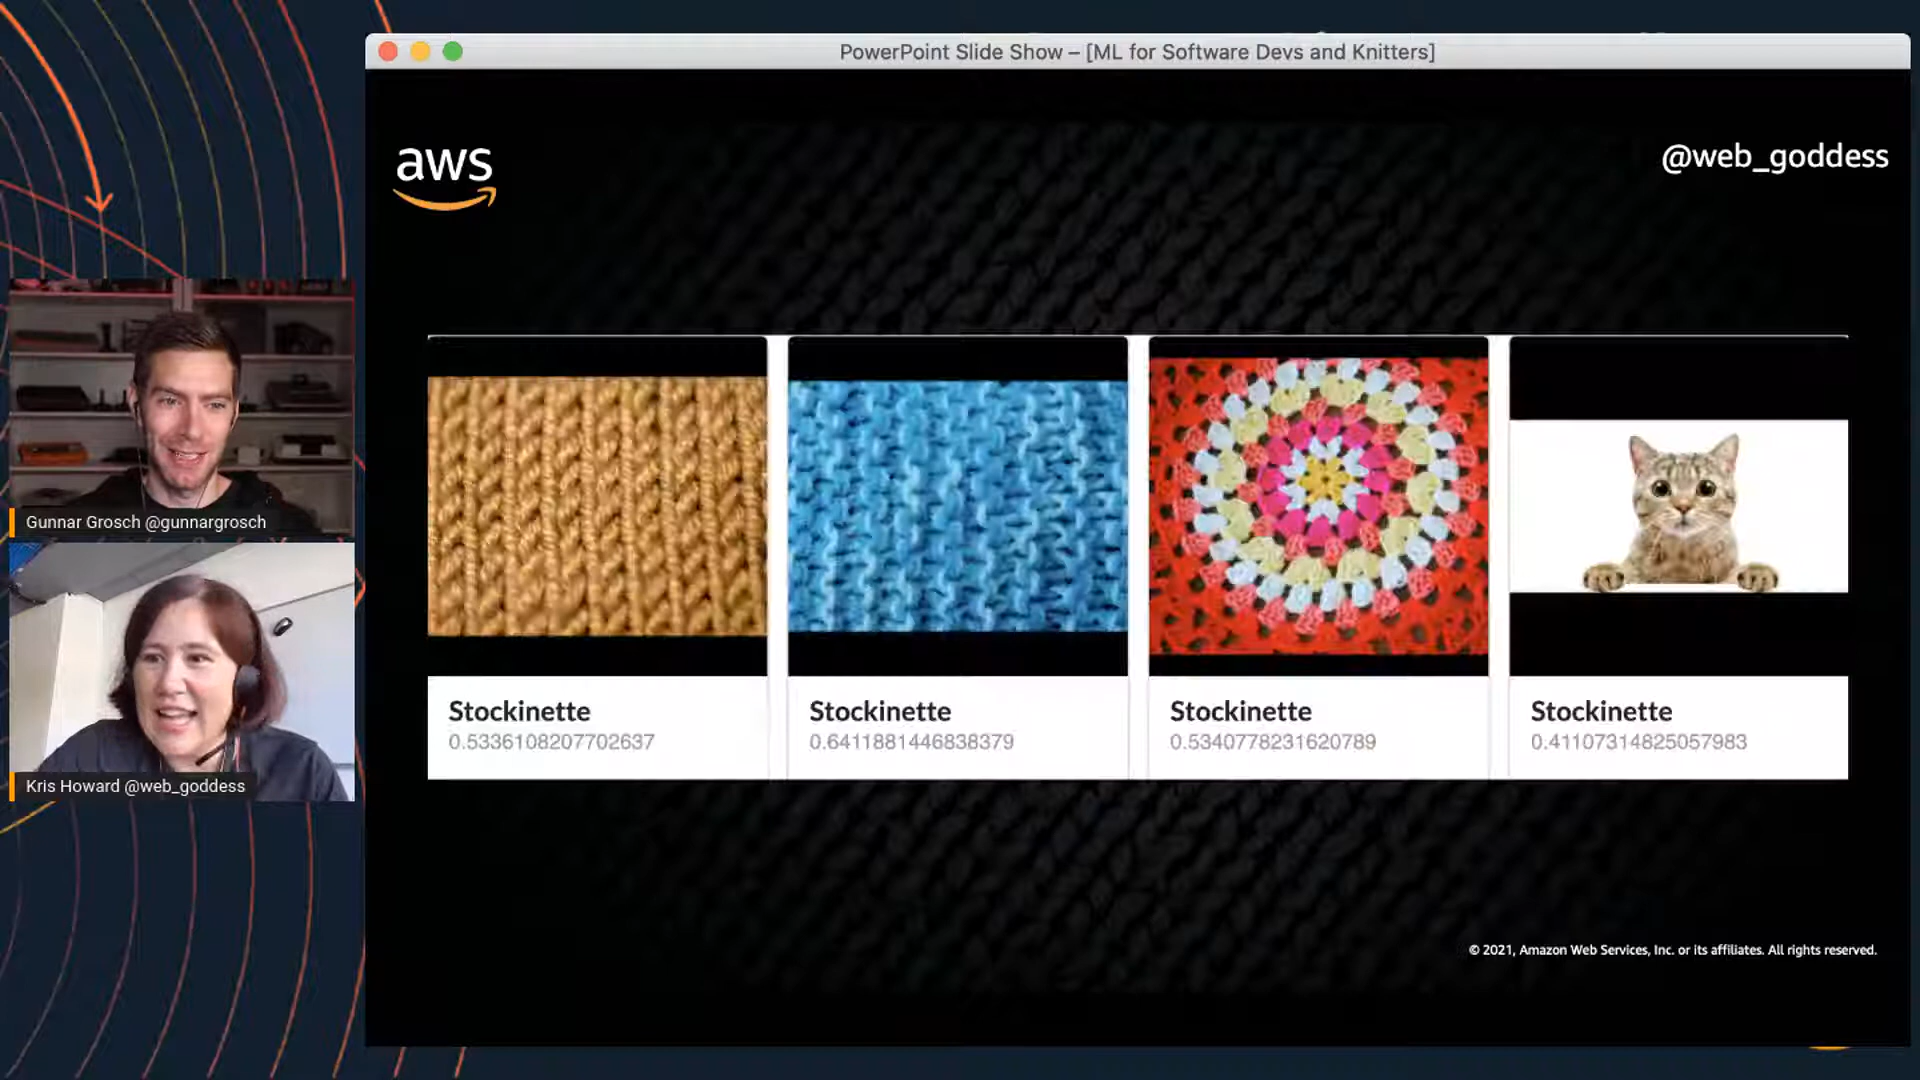 PowerPoint Slide Show – [ML for Software Devs and Knitters]
aws
@web_goddess
Gunnar Grosch @gunnargrosch
Kris Howard @web_goddess
Stockinette
0.5336108207702637
Stockinette
0.6411881446838379
Stockinette
0.5340778231620789
Stockinette
0.41107314825057983
© 2021, Amazon Web Services, Inc. or its affiliates. All rights reserved.